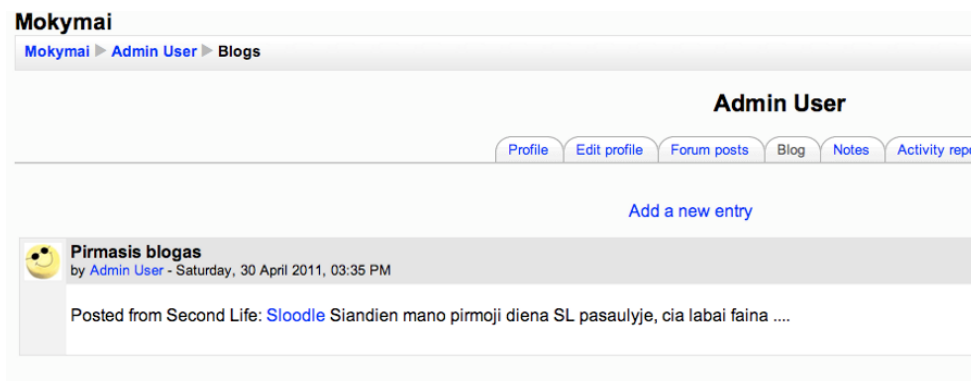 Mokymai
Mokymai Admin User Blogs
Admin User
Profile Edit profile Forum posts Blog Notes Activity repo
Add a new entry
Pirmasis blogas
by Admin User - Saturday, 30 April 2011, 03:35 PM
Posted from Second Life: Sloodle Siandien mano pirmoji diena SL pasaulyje, cia labai faina ....